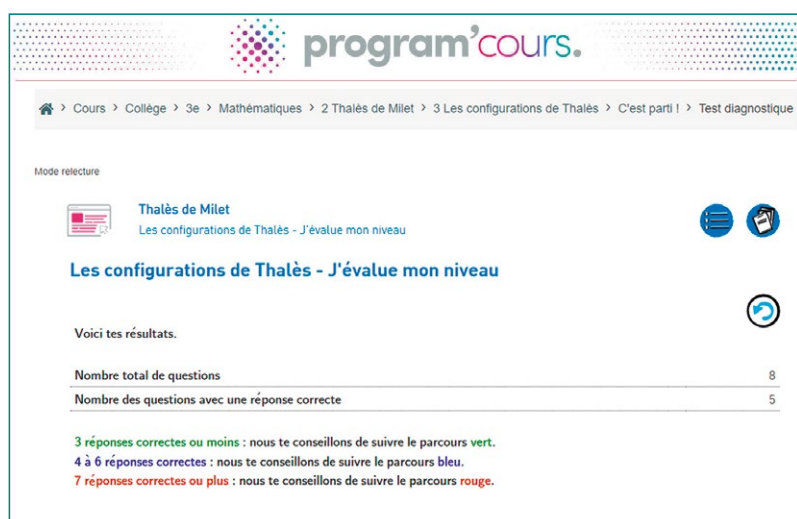 program'cours.
Cours > Collège > 3e > Mathématiques > 2 Thalès de Milet > 3 Les configurations de Thalès > C'est parti ! > Test diagnostique
Mode relecture
Thalès de Milet
Les configurations de Thalès - J'évalue mon niveau
Les configurations de Thalès - J'évalue mon niveau
Voici tes résultats.
Nombre total de questions 8
Nombre des questions avec une réponse correcte 5
3 réponses correctes ou moins : nous te conseillons de suivre le parcours vert.
4 à 6 réponses correctes : nous te conseillons de suivre le parcours bleu.
7 réponses correctes ou plus : nous te conseillons de suivre le parcours rouge.